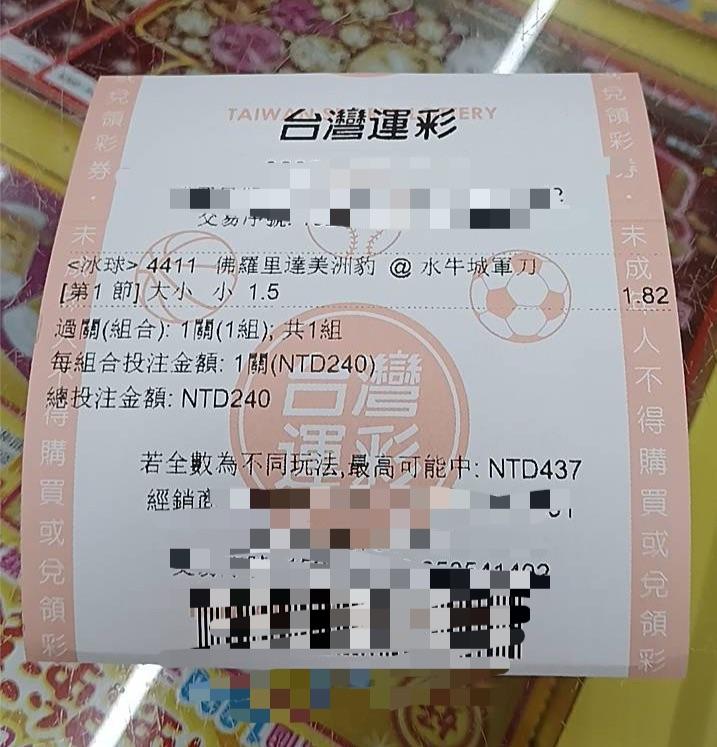 TAIWAN SPORTS LOTTERY
台灣運彩
交易序號:
<冰球> 4411 佛羅里達美洲豹 @ 水牛城軍刀
[第1 節] 大小 小 1.5 1.82
過關(組合): 1關(1組); 共1組
每組合投注金額: 1關(NTD240)
總投注金額: NTD240
台灣
運彩
若全數為不同玩法,最高可能中: NTD437
經銷商
兌領彩券・未
得購買或兌領彩
兌領彩券・未成年人不得購買或兌領彩